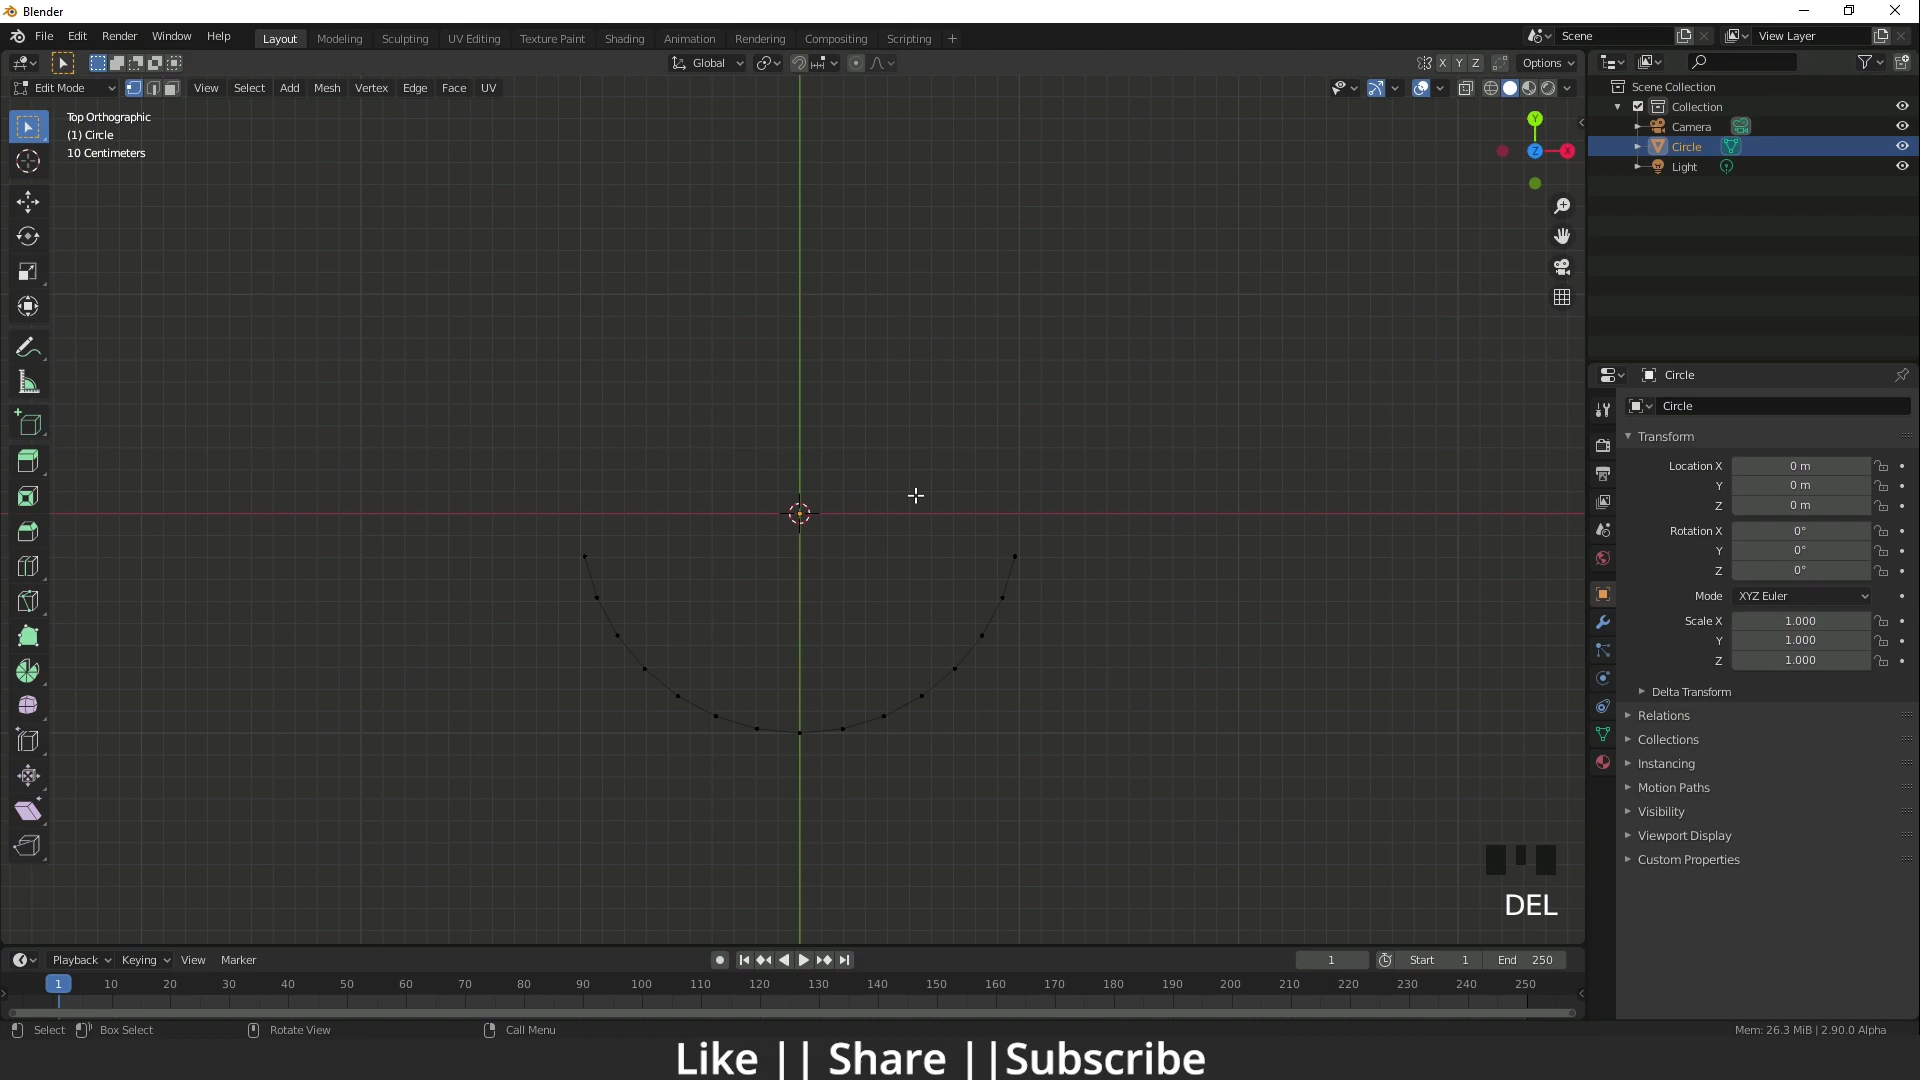 Blender
File Edit Render Window Help Layout Modeling Sculpting UV Editing Texture Paint Shading Animation Rendering Compositing Scripting + Scene View Layer
Global X Y Z Options
Edit Mode View Select Add Mesh Vertex Edge Face UV
Top Orthographic
(1) Circle
10 Centimeters
Y
Z
X
Scene Collection
Collection
Camera
Circle
Light
Circle
Circle
Transform
Location X 0 m
Y 0 m
Z 0 m
Rotation X 0°
Y 0°
Z 0°
Mode XYZ Euler
Scale X 1.000
Y 1.000
Z 1.000
Delta Transform
Relations
Collections
Instancing
Motion Paths
Visibility
Viewport Display
Custom Properties
DEL
Playback Keying View Marker 1 Start 1 End 250
1 10 20 30 40 50 60 70 80 90 100 110 120 130 140 150 160 170 180 190 200 210 220 230 240 250
Select Box Select Rotate View Call Menu Mem: 26.3 MiB | 2.90.0 Alpha
Like || Share ||Subscribe